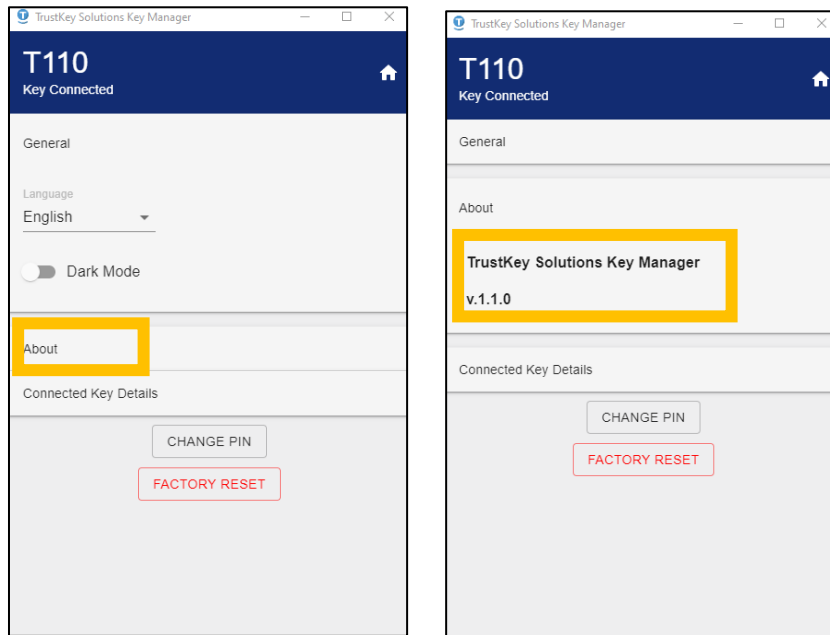 TrustKey Solutions Key Manager
T110
Key Connected
General
Language
English
Dark Mode
About
Connected Key Details
CHANGE PIN
FACTORY RESET
TrustKey Solutions Key Manager
T110
Key Connected
General
About
TrustKey Solutions Key Manager
v.1.1.0
Connected Key Details
CHANGE PIN
FACTORY RESET